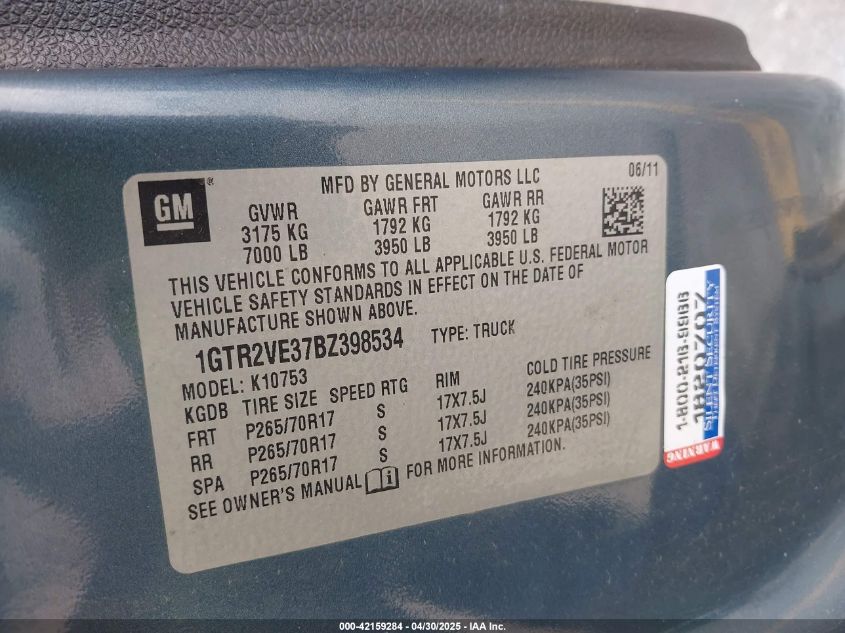 GM
®
MFD BY GENERAL MOTORS LLC
06/11
GVWR GAWR FRT GAWR RR
3175 KG 1792 KG 1792 KG
7000 LB 3950 LB 3950 LB
THIS VEHICLE CONFORMS TO ALL APPLICABLE U.S. FEDERAL MOTOR
VEHICLE SAFETY STANDARDS IN EFFECT ON THE DATE OF
MANUFACTURE SHOWN ABOVE.
1GTR2VE37BZ398534 TYPE: TRUCK
MODEL: K10753
KGDB TIRE SIZE SPEED RTG RIM COLD TIRE PRESSURE
FRT P265/70R17 S 17X7.5J 240KPA(35PSI)
RR P265/70R17 S 17X7.5J 240KPA(35PSI)
SPA P265/70R17 S 17X7.5J 240KPA(35PSI)
SEE OWNER'S MANUAL FOR MORE INFORMATION.
WARNING
SILENT SECURITY
1820707
1-800-216-9966
000-42159284 - 04/30/2025 - IAA Inc.